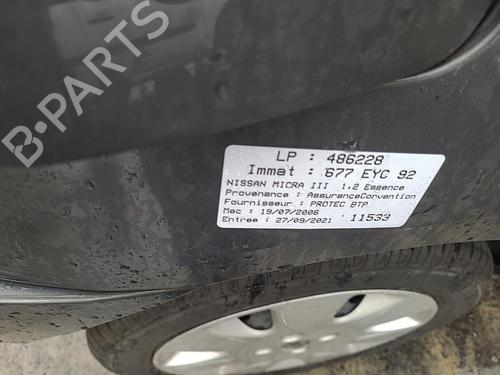 LP : 486228
Immat : 677 EYC 92
NISSAN MICRA III 1.2 Essence
Provenance : AssuranceConvention
Fournisseur : PROTEC BTP
Mec : 19/07/2006 11533
Entree : 27/09/2021
B-PARTS